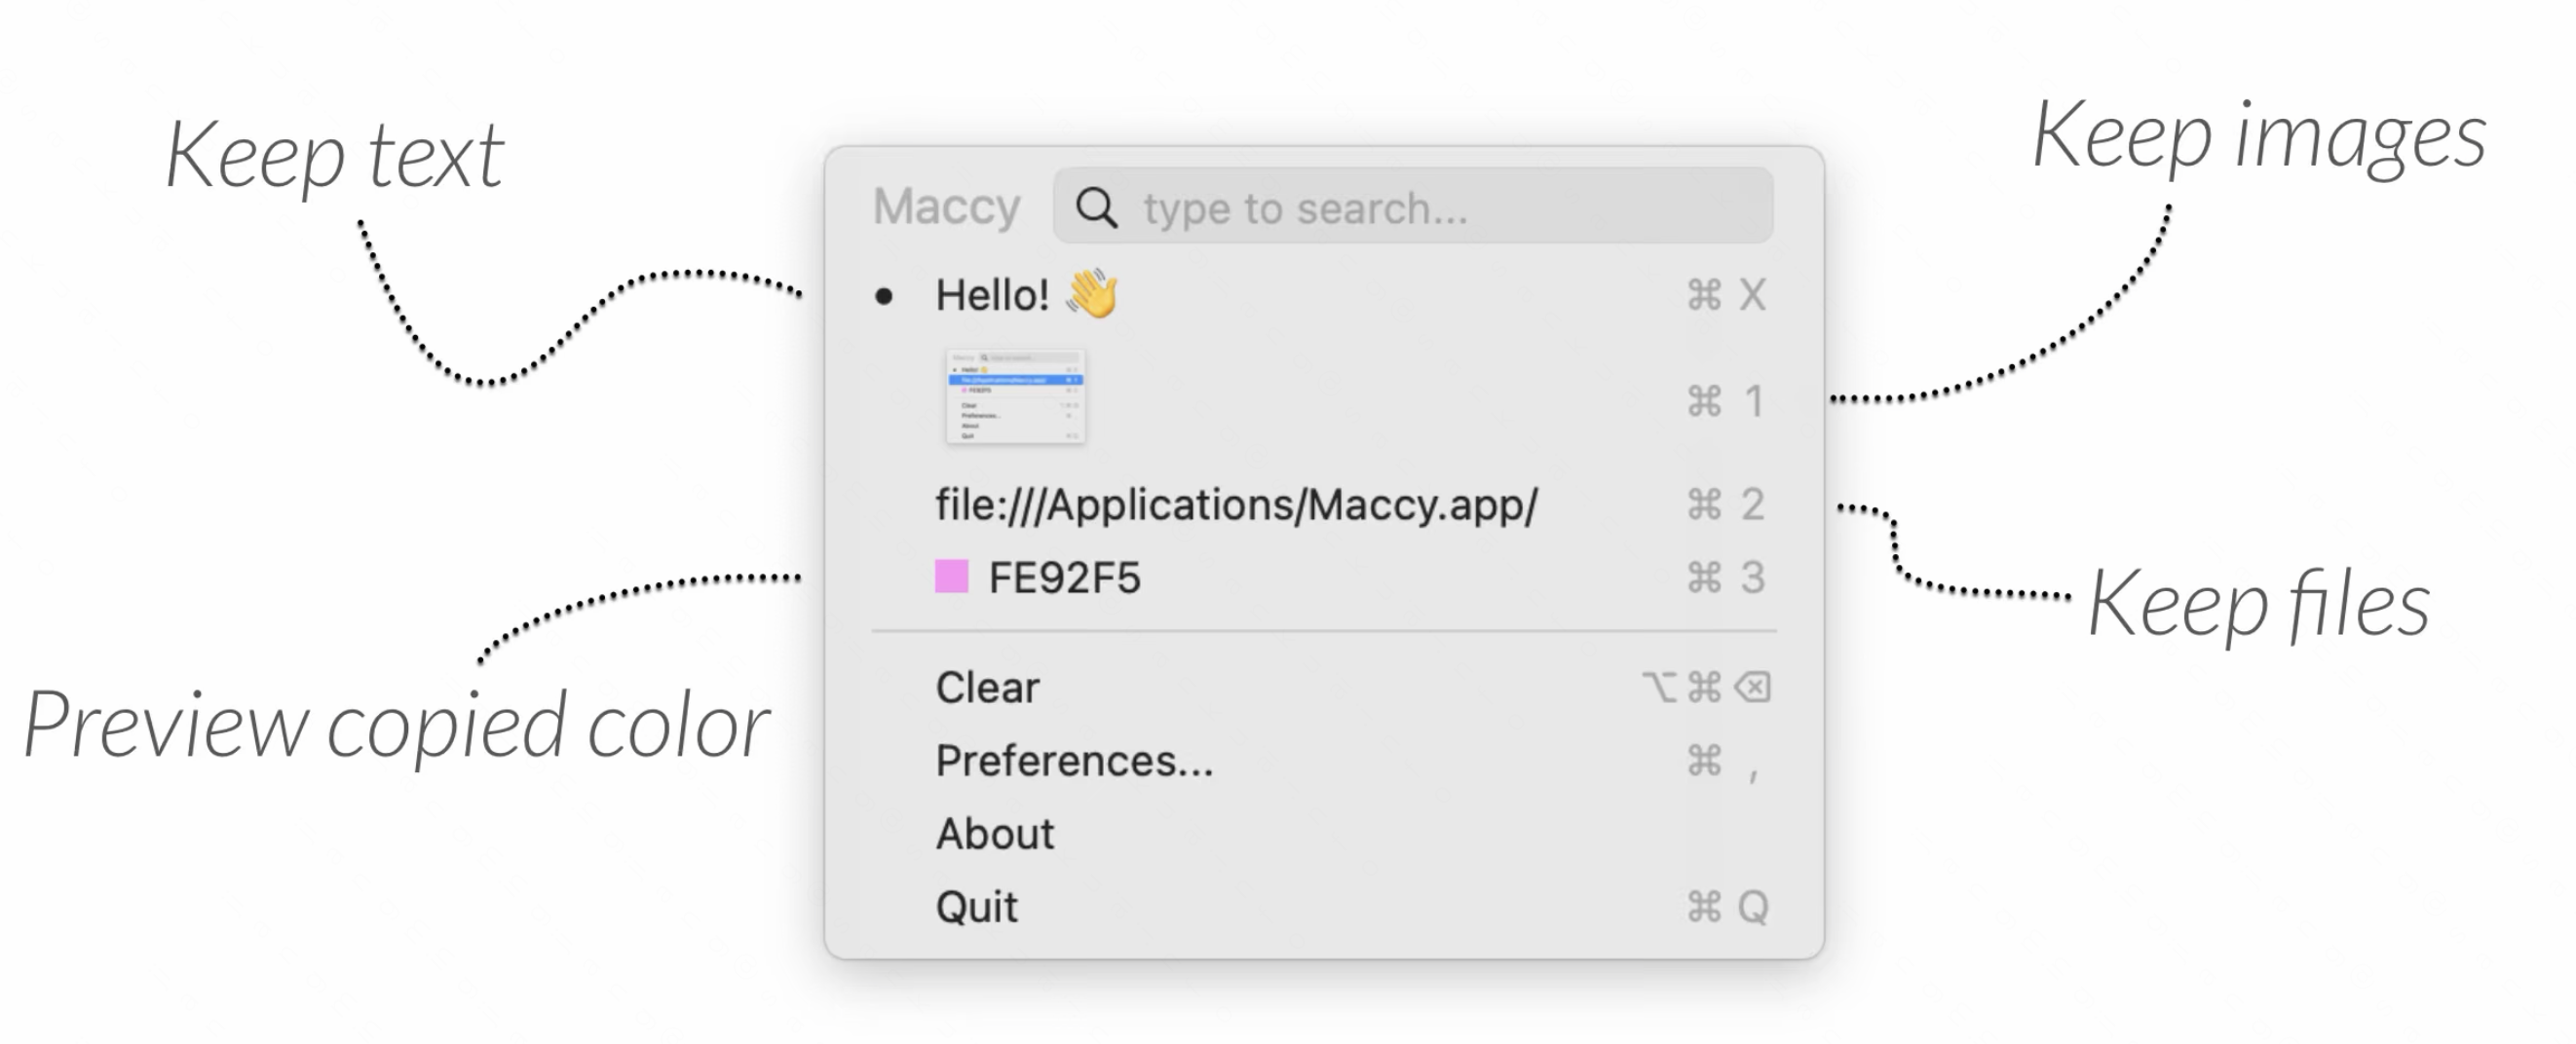 Keep text
Keep images
Maccy type to search...
Hello! 👋 ⌘ X
⌘ 1
file:///Applications/Maccy.app/ ⌘ 2
FE92F5 ⌘ 3
Keep files
Preview copied color
Clear ⌥⌘⌫
Preferences... ⌘ ,
About
Quit ⌘ Q